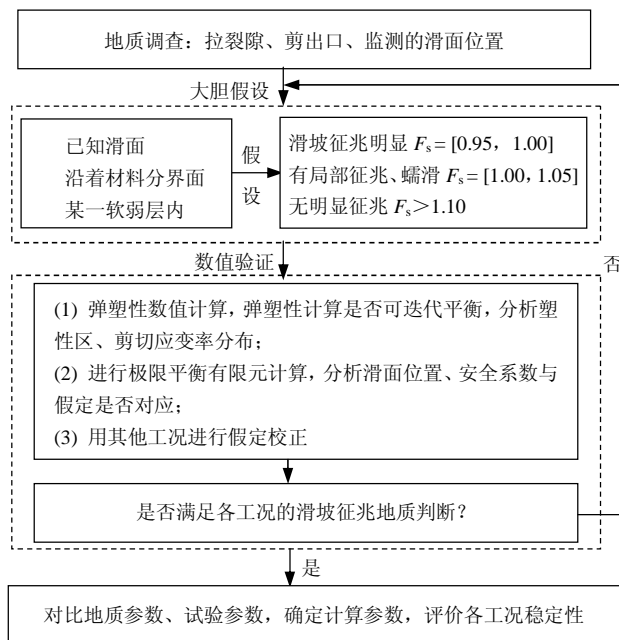 地质调查：拉裂隙、剪出口、监测的滑面位置
大胆假设
已知滑面
沿着材料分界面
某一软弱层内
假
设
滑坡征兆明显 Fs = [0.95，1.00]
有局部征兆、蠕滑 Fs = [1.00, 1.05]
无明显征兆 Fs＞1.10
数值验证
否
(1) 弹塑性数值计算，弹塑性计算是否可迭代平衡，分析塑
性区、剪切应变率分布；
(2) 进行极限平衡有限元计算，分析滑面位置、安全系数与
假定是否对应；
(3) 用其他工况进行假定校正
是否满足各工况的滑坡征兆地质判断？
是
对比地质参数、试验参数，确定计算参数，评价各工况稳定性